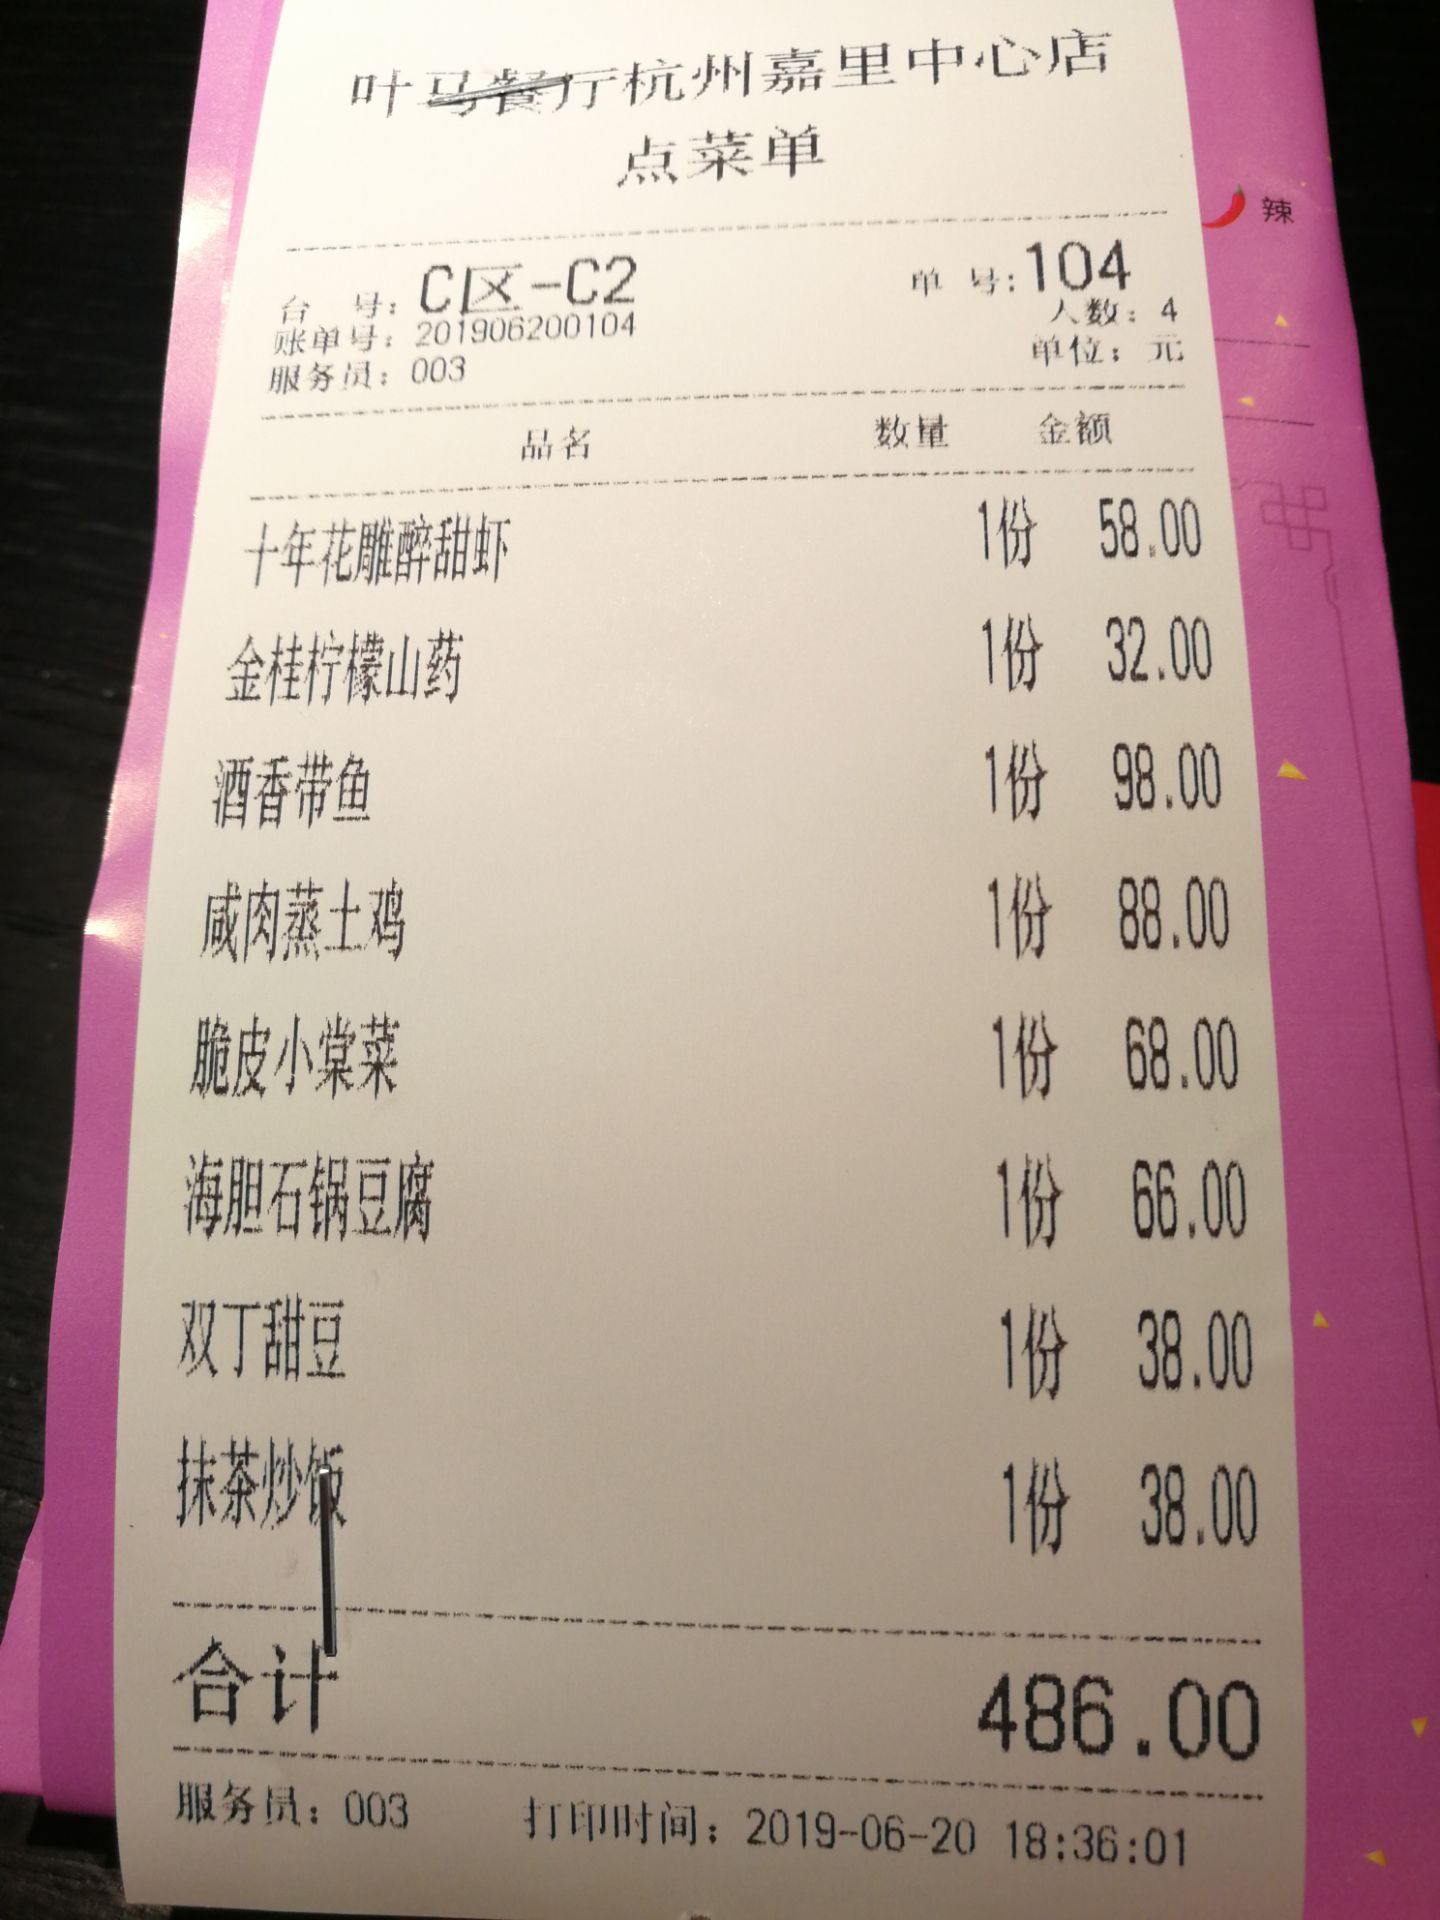 叶马餐厅杭州嘉里中心店
点菜单
辣
台 号: C区-C2 单 号:104
账单号: 201906200104 人数: 4
服务员: 003 单位: 元
品名 数量 金额
十年花雕醉甜虾 1份 58.00
金桂柠檬山药 1份 32.00
酒香带鱼 1份 98.00
咸肉蒸土鸡 1份 88.00
脆皮小棠菜 1份 68.00
海胆石锅豆腐 1份 66.00
双丁甜豆 1份 38.00
抹茶炒饭 1份 38.00
合计 486.00
服务员: 003 打印时间: 2019-06-20 18:36:01